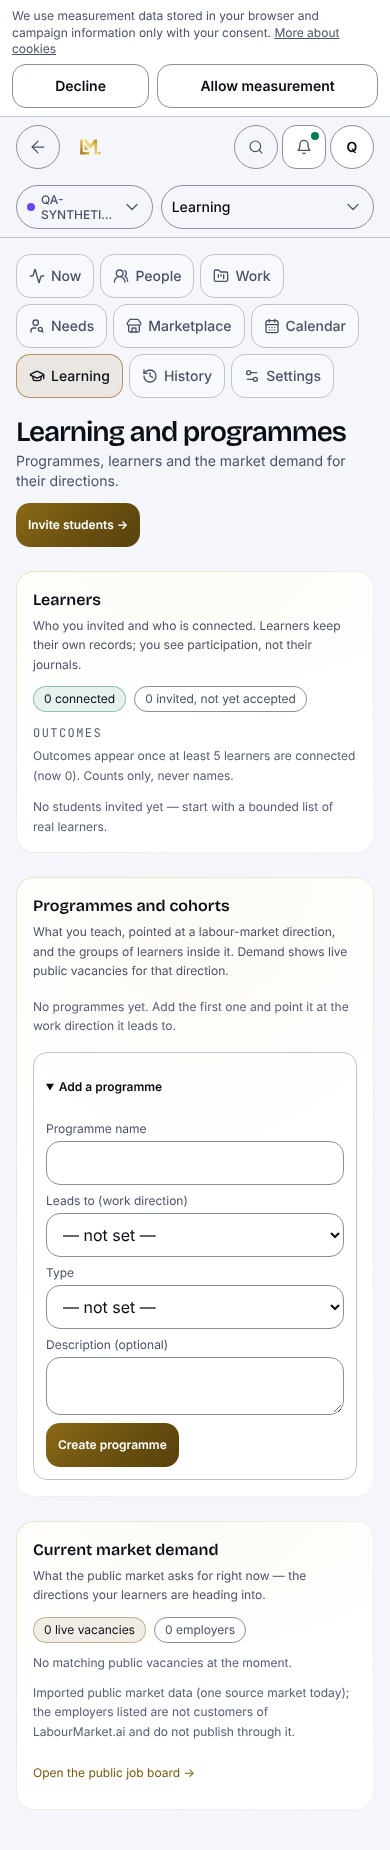 We use measurement data stored in your browser and
campaign information only with your consent. More about
cookies
Decline
Allow measurement
LM.
Q
QA-
SYNTHETI...
Learning
Now
People
Work
Needs
Marketplace
Calendar
Learning
History
Settings
Learning and programmes
Programmes, learners and the market demand for
their directions.
Invite students →
Learners
Who you invited and who is connected. Learners keep
their own records; you see participation, not their
journals.
0 connected
0 invited, not yet accepted
OUTCOMES
Outcomes appear once at least 5 learners are connected
(now 0). Counts only, never names.
No students invited yet — start with a bounded list of
real learners.
Programmes and cohorts
What you teach, pointed at a labour-market direction,
and the groups of learners inside it. Demand shows live
public vacancies for that direction.
No programmes yet. Add the first one and point it at the
work direction it leads to.
▼ Add a programme
Programme name
Leads to (work direction)
— not set —
Type
— not set —
Description (optional)
Create programme
Current market demand
What the public market asks for right now — the
directions your learners are heading into.
0 live vacancies
0 employers
No matching public vacancies at the moment.
Imported public market data (one source market today);
the employers listed are not customers of
LabourMarket.ai and do not publish through it.
Open the public job board →